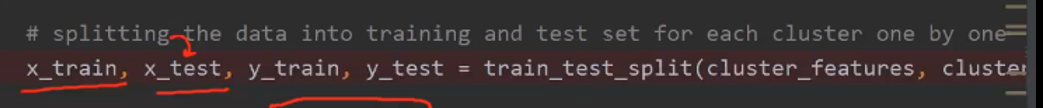 # splitting the data into training and test set for each cluster one by one
x_train, x_test, y_train, y_test = train_test_split(cluster_features, cluster